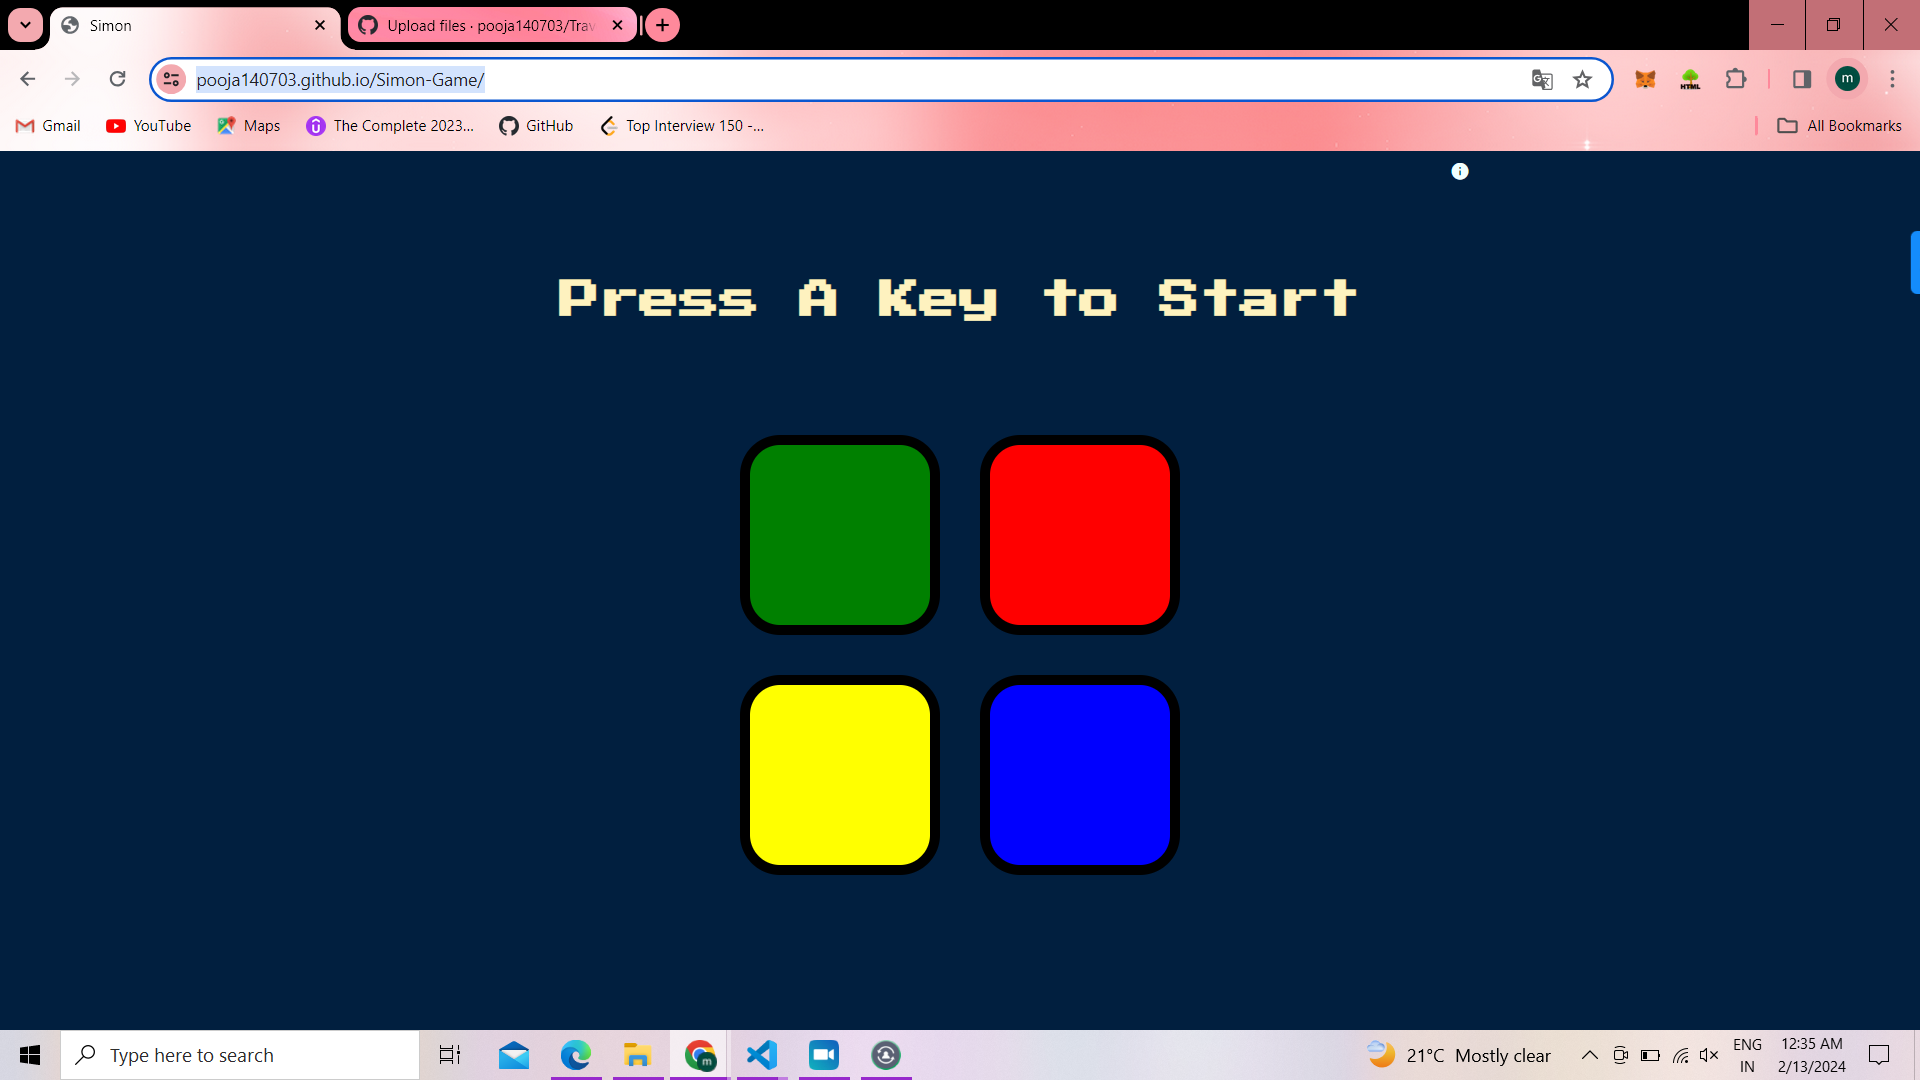 Simon
Upload files · pooja140703/Trav
pooja140703.github.io/Simon-Game/
m
Gmail
YouTube
Maps
The Complete 2023...
GitHub
Top Interview 150 -...
All Bookmarks
Press A Key to Start
Type here to search
m
21°C Mostly clear
ENG
IN
12:35 AM
2/13/2024